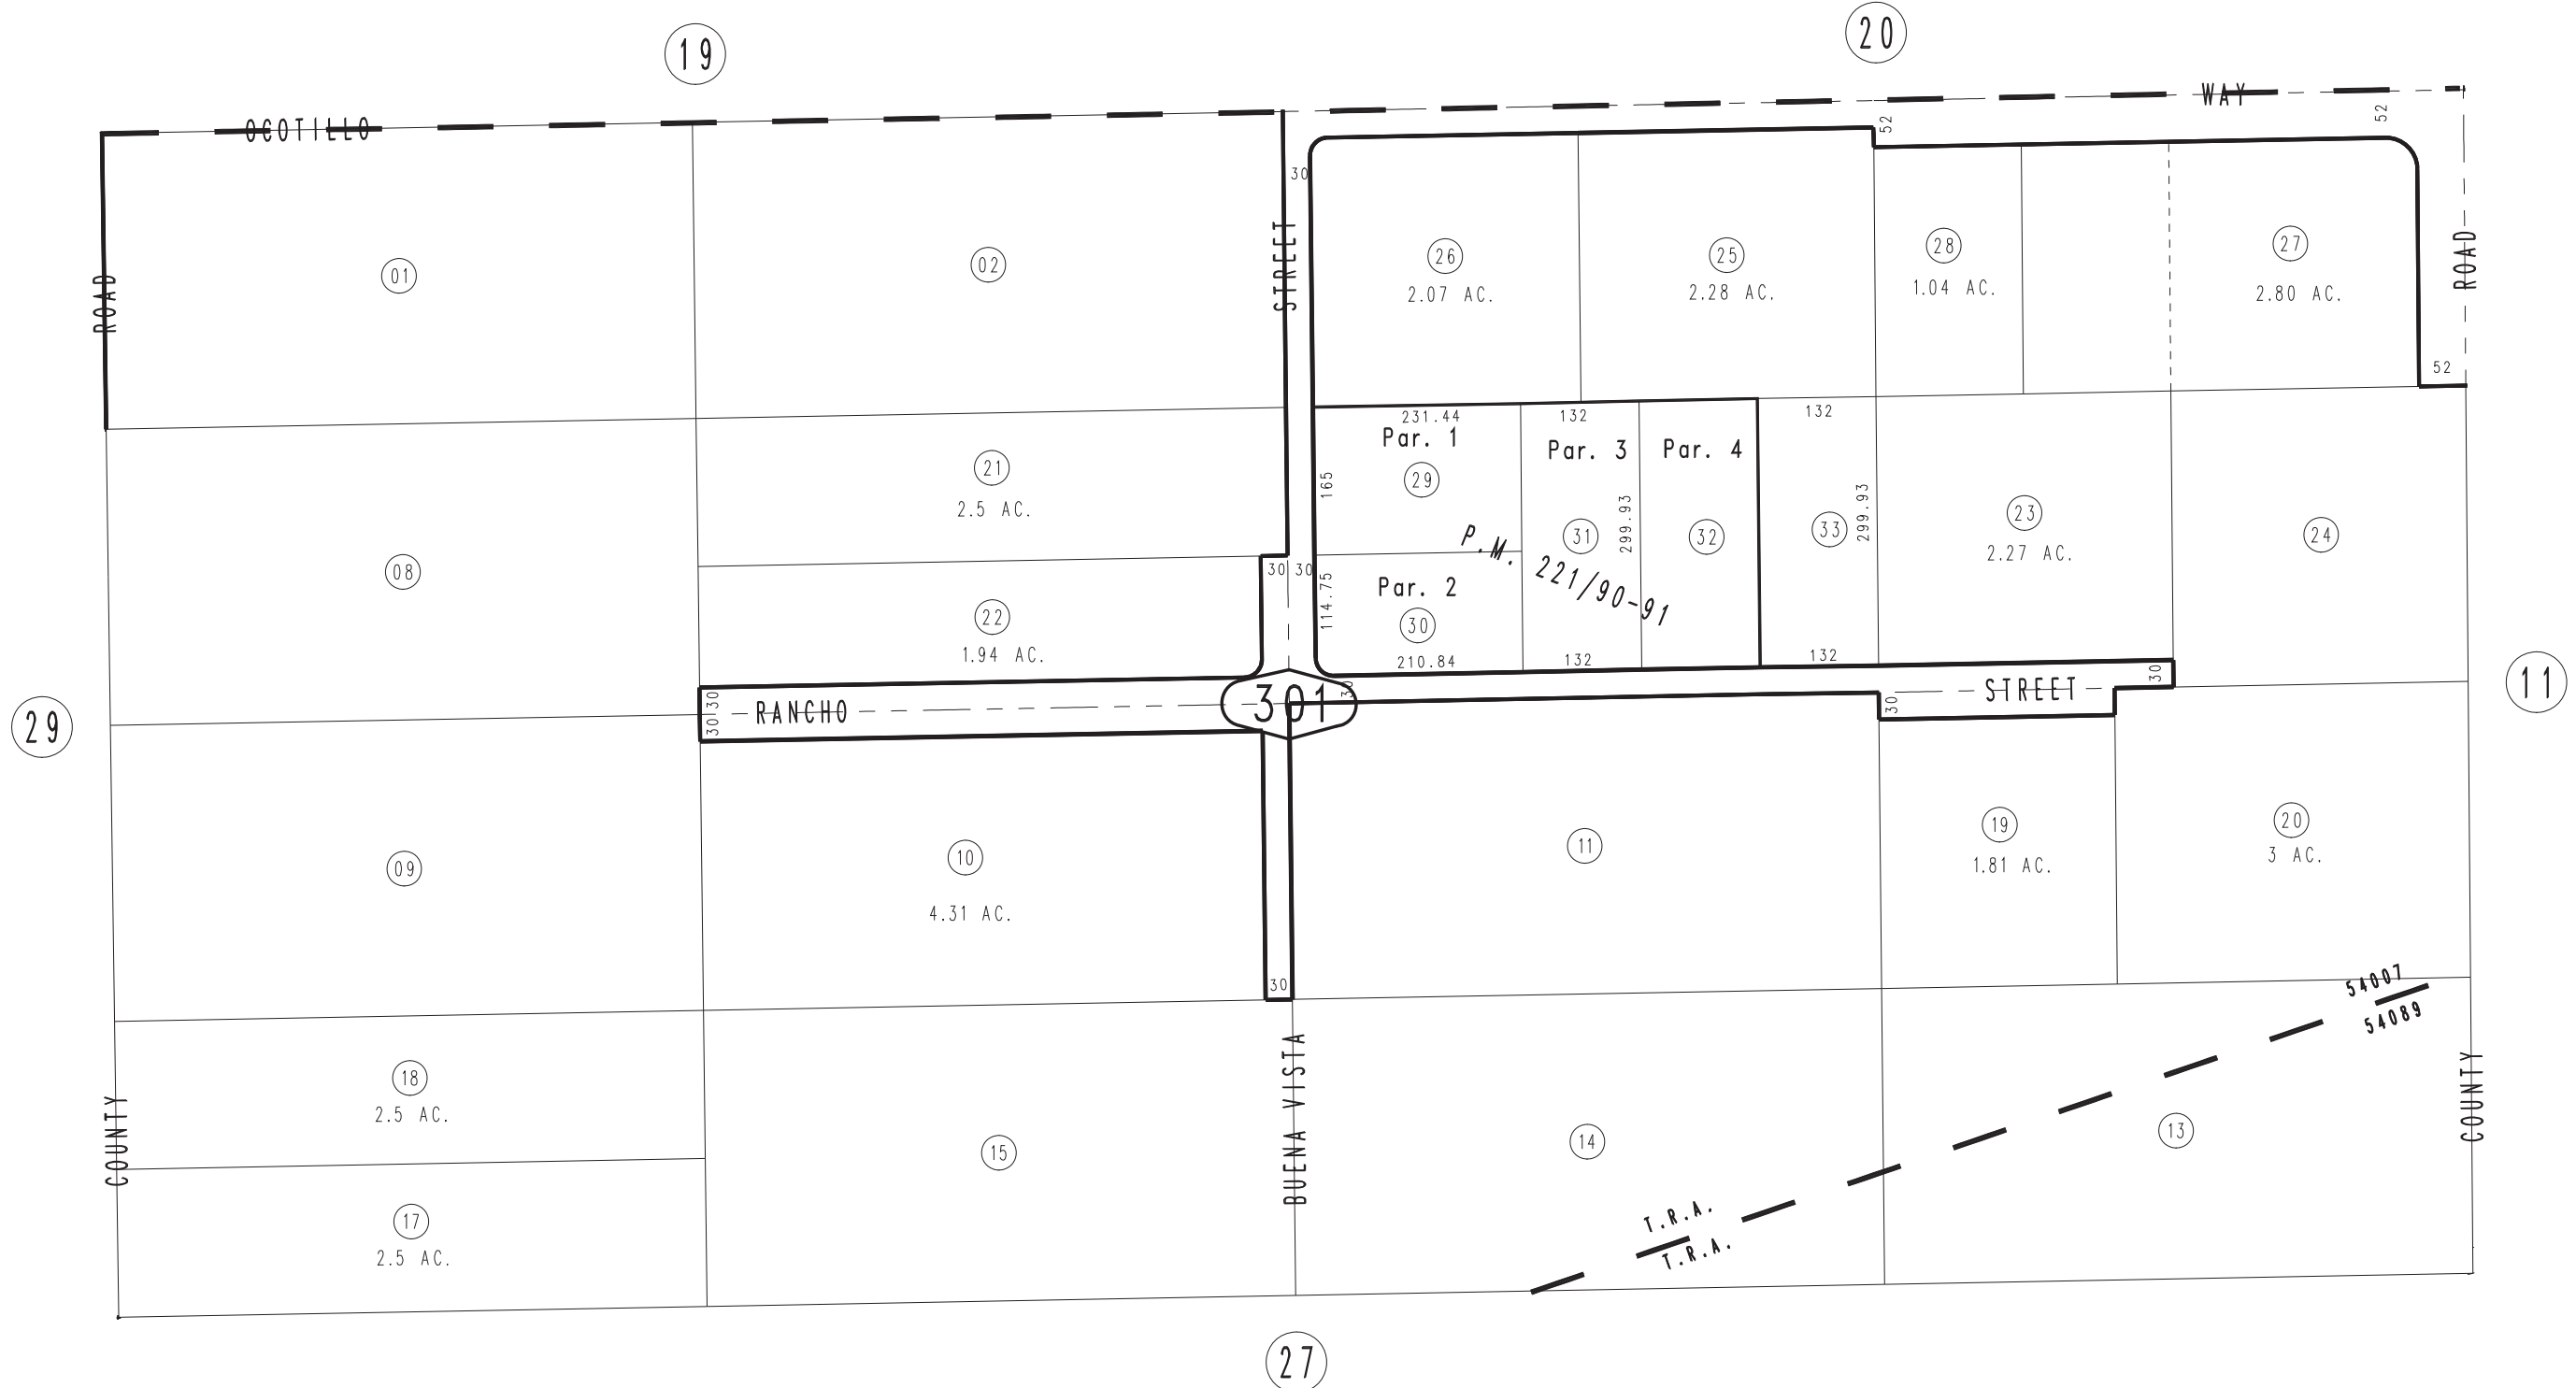 19
20
OCOTILLO
WAY
52
52
30
ROAD
STREET
ROAD
01
02
26
2.07 AC.
25
2.28 AC.
28
1.04 AC.
27
2.80 AC.
52
231.44
132
132
Par. 1
Par. 3
Par. 4
29
165
21
2.5 AC.
08
31
299.93
32
33
299.93
23
2.27 AC.
24
P.M. 221/90-91
30 30
114.75
Par. 2
30
22
1.94 AC.
210.84
132
132
29
30
30
RANCHO
301
30
30
STREET
30
11
09
10
4.31 AC.
11
19
1.81 AC.
20
3 AC.
30
54007
54089
18
2.5 AC.
COUNTY
15
BUENA VISTA
14
13
COUNTY
17
2.5 AC.
T.R.A.
T.R.A.
27